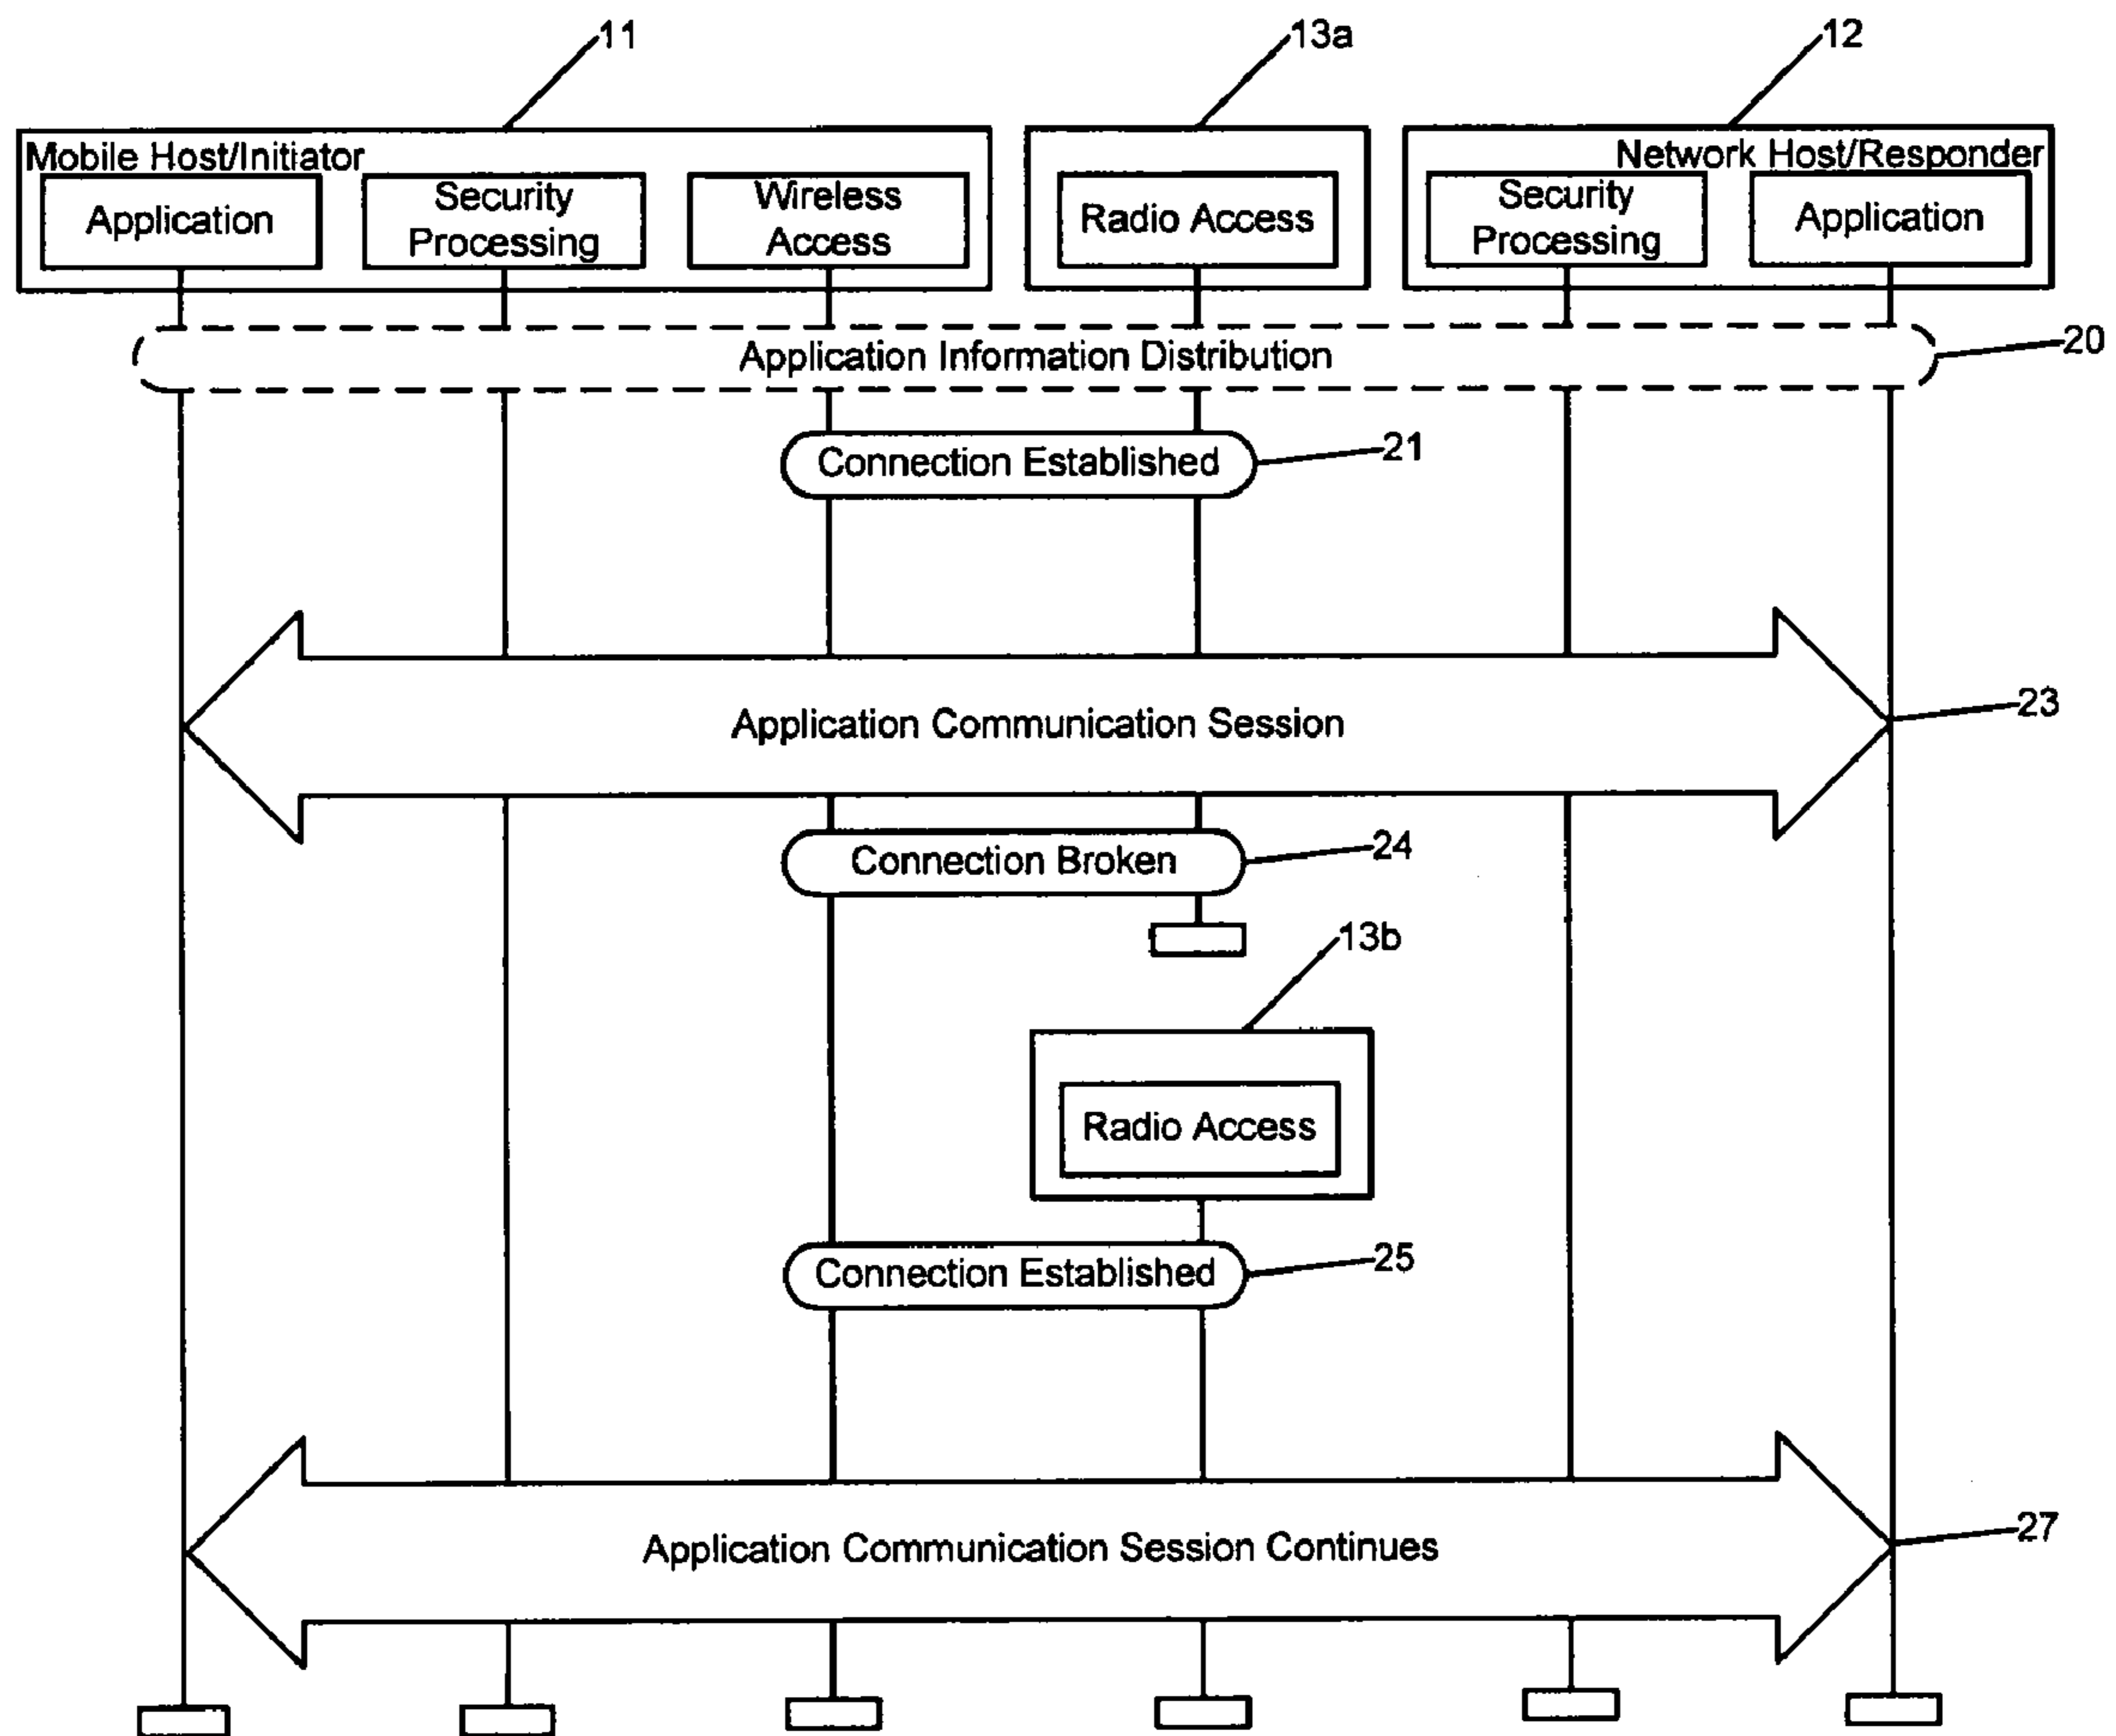 11
13a
12
Mobile Host/Initiator
Network Host/Responder
Application
Security
Processing
Wireless
Access
Radio Access
Security
Processing
Application
Application Information Distribution
20
Connection Established
21
Application Communication Session
23
Connection Broken
24
13b
Radio Access
Connection Established
25
Application Communication Session Continues
27